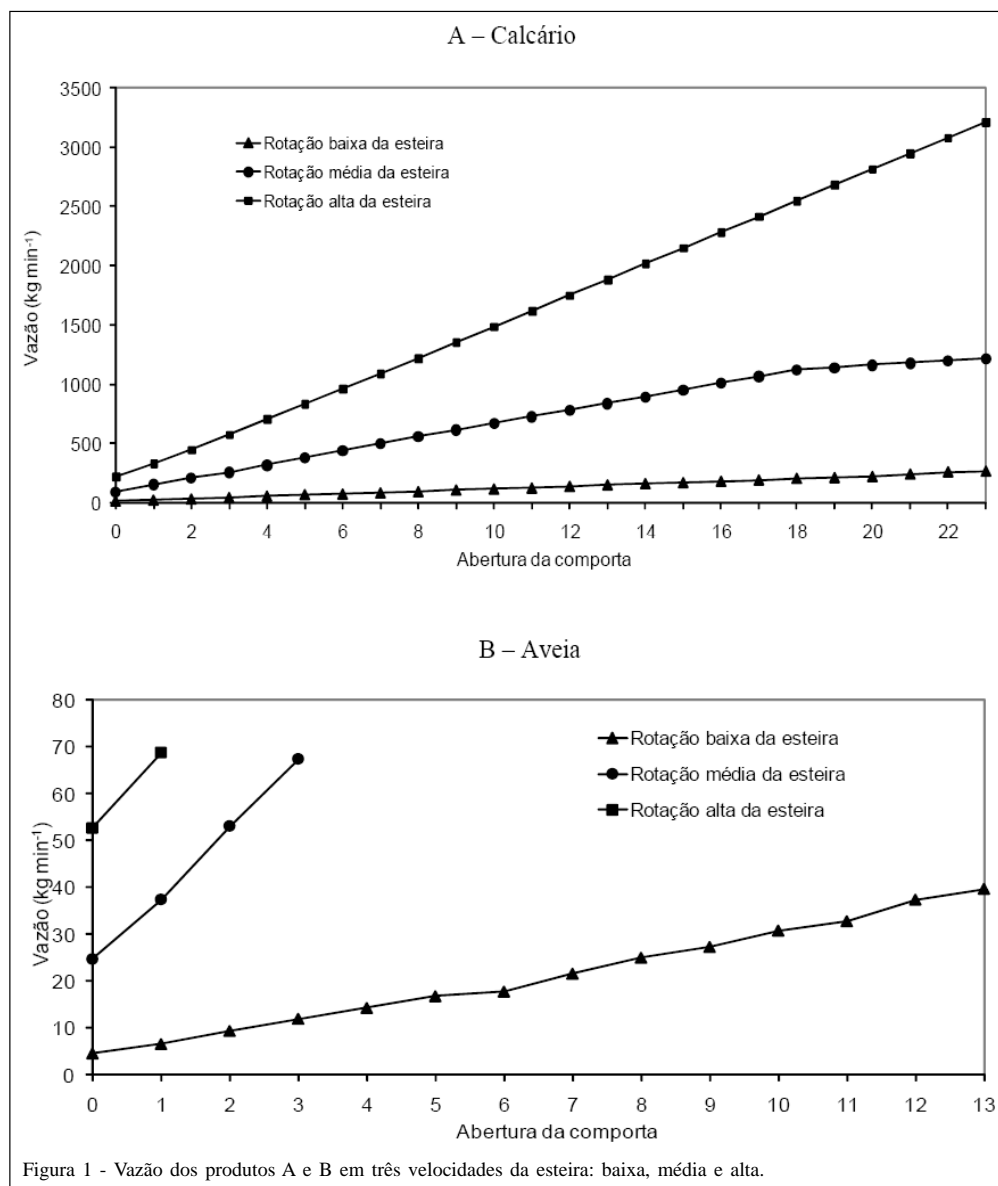 A – Calcário
3500
3000
2500
2000
1500
1000
500
0
Vazão (kg min⁻¹)
Rotação baixa da esteira
Rotação média da esteira
Rotação alta da esteira
0 2 4 6 8 10 12 14 16 18 20 22
Abertura da comporta
B – Aveia
80
70
60
50
40
30
20
10
0
Vazão (kg min⁻¹)
Rotação baixa da esteira
Rotação média da esteira
Rotação alta da esteira
0 1 2 3 4 5 6 7 8 9 10 11 12 13
Abertura da comporta
Figura 1 - Vazão dos produtos A e B em três velocidades da esteira: baixa, média e alta.